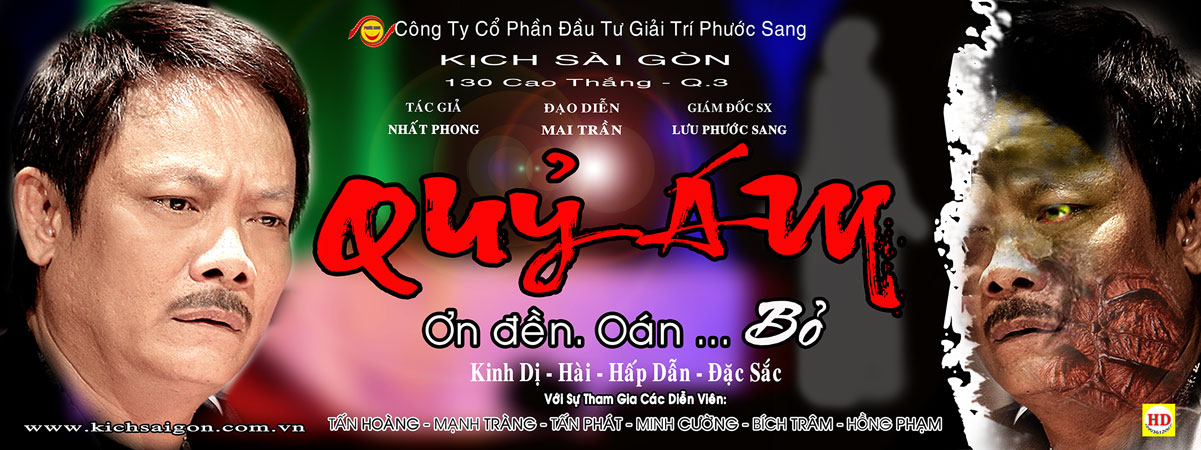 PHƯỚC SANG
Công Ty Cổ Phần Đầu Tư Giải Trí Phước Sang
KỊCH SÀI GÒN
130 Cao Thắng - Q.3
TÁC GIẢ ĐẠO DIỄN GIÁM ĐỐC SX
NHẤT PHONG MAI TRẦN LƯU PHƯỚC SANG
QUỶ ÁM
Ơn đền. Oán ... Bỏ
Kinh Dị - Hài - Hấp Dẫn - Đặc Sắc
Với Sự Tham Gia Các Diễn Viên:
TẤN HOÀNG - MẠNH TRÀNG - TẤN PHÁT - MINH CƯỜNG - BÍCH TRÂM - HỒNG PHẠM
www.kichsaigon.com.vn
HD